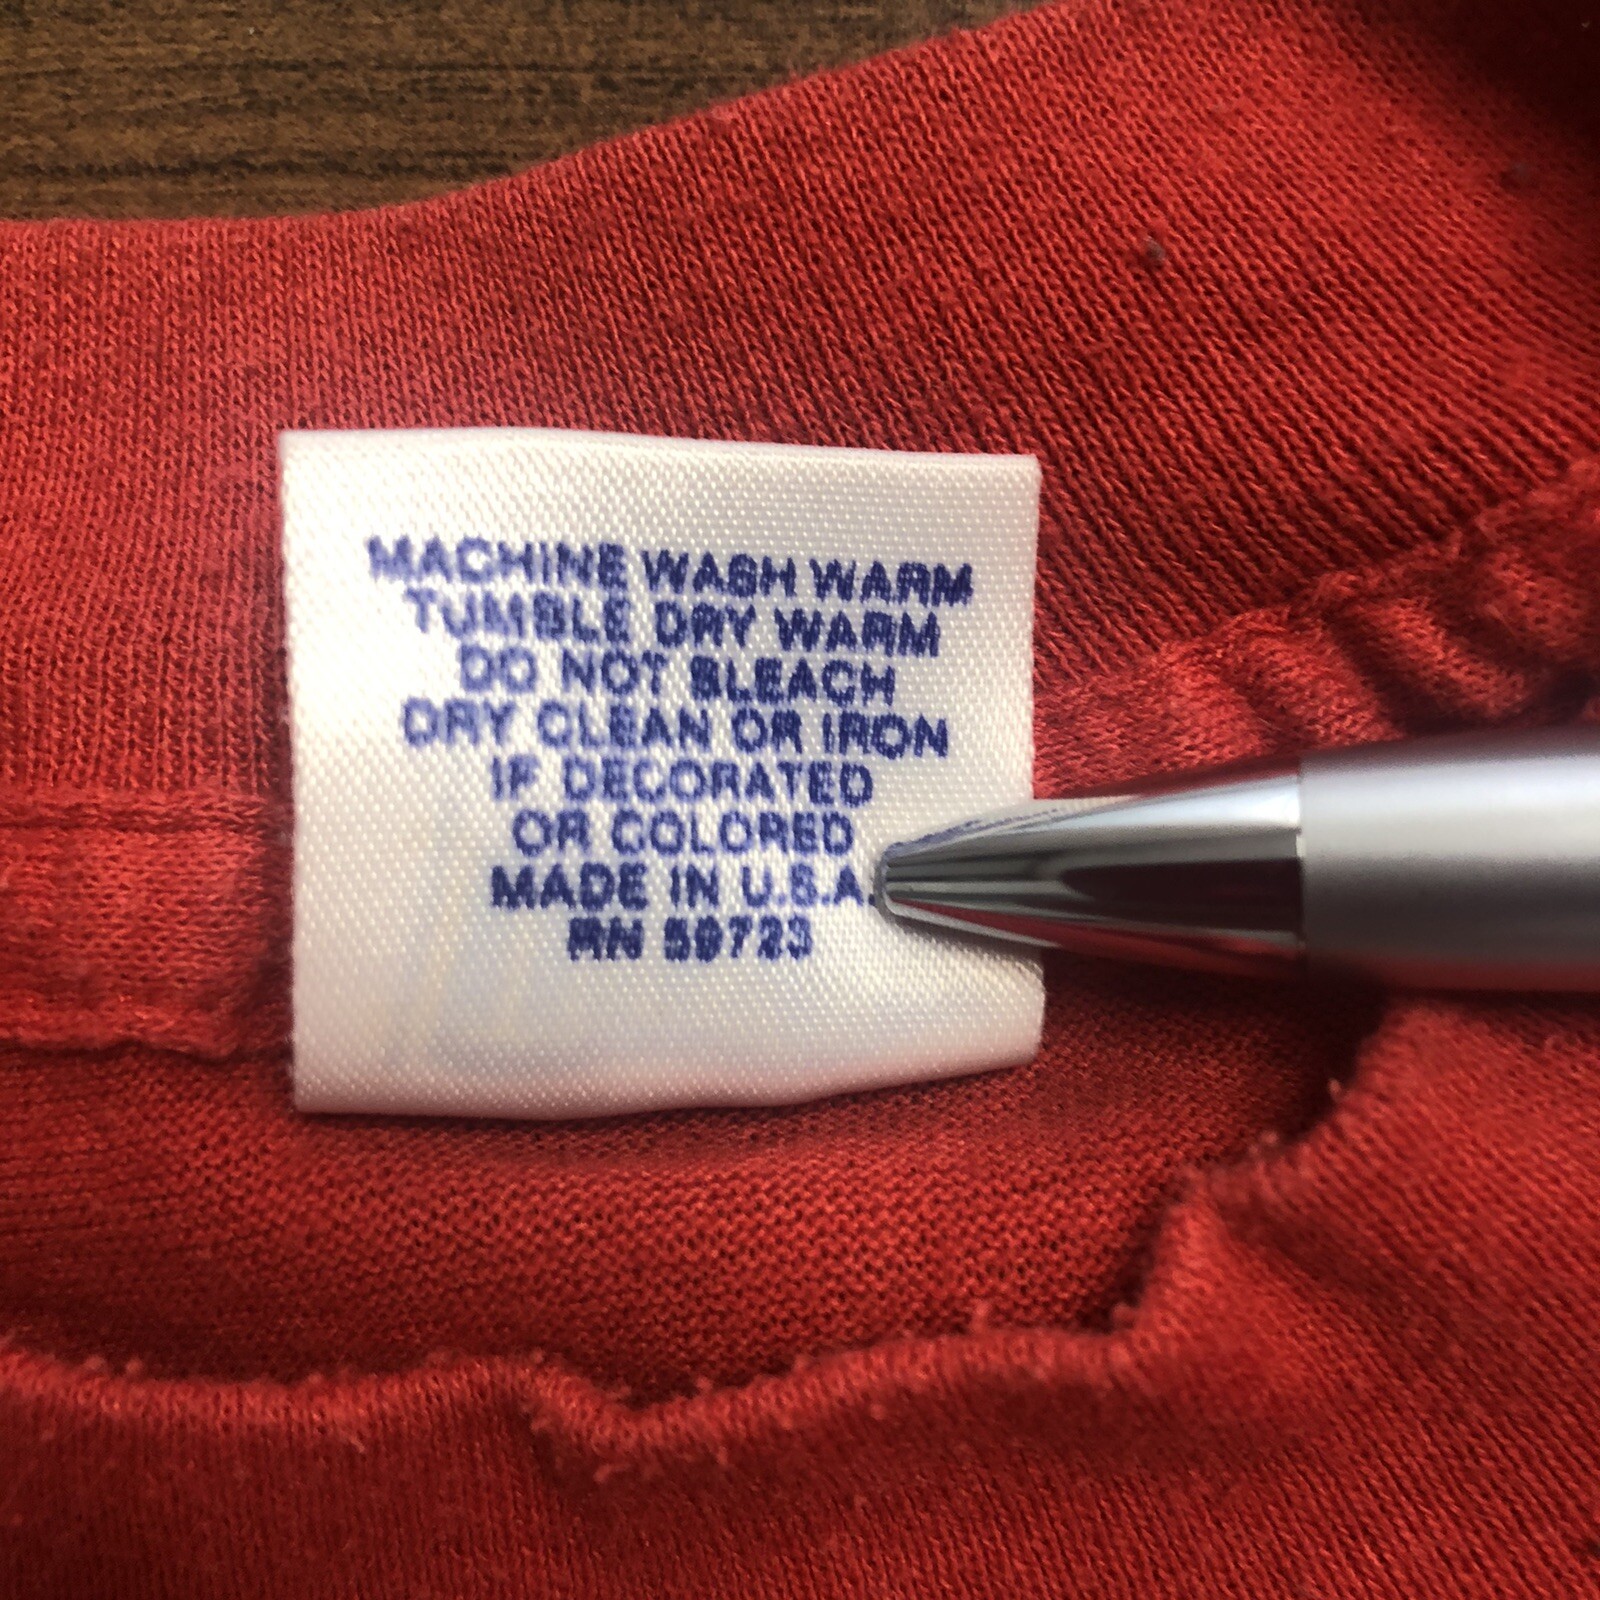 MACHINE WASH WARM
TUMBLE DRY WARM
DO NOT BLEACH
DRY CLEAN OR IRON
IF DECORATED
OR COLORED
MADE IN U.S.A.
RN 59723